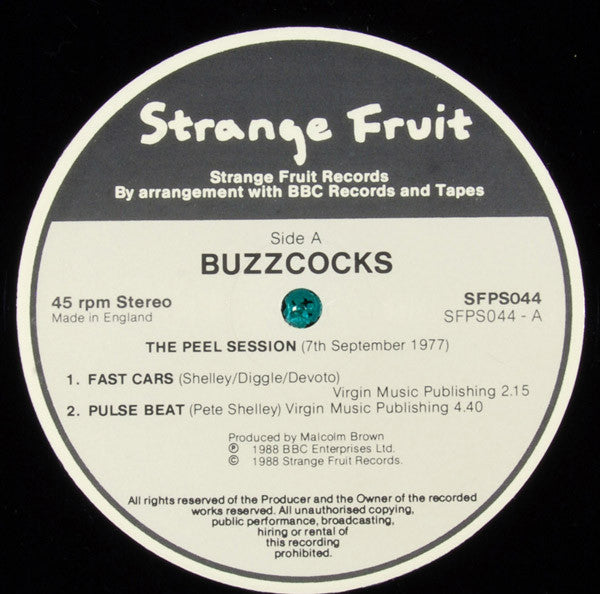 Strange Fruit
Strange Fruit Records
By arrangement with BBC Records and Tapes
Side A
BUZZCOCKS
45 rpm Stereo
Made in England
SFPS044
SFPS044 - A
THE PEEL SESSION (7th September 1977)
1. FAST CARS (Shelley/Diggle/Devoto)
Virgin Music Publishing 2.15
2. PULSE BEAT (Pete Shelley) Virgin Music Publishing 4.40
Produced by Malcolm Brown
℗ 1988 BBC Enterprises Ltd.
© 1988 Strange Fruit Records.
All rights reserved of the Producer and the Owner of the recorded
works reserved. All unauthorised copying,
public performance, broadcasting,
hiring or rental of
this recording
prohibited.